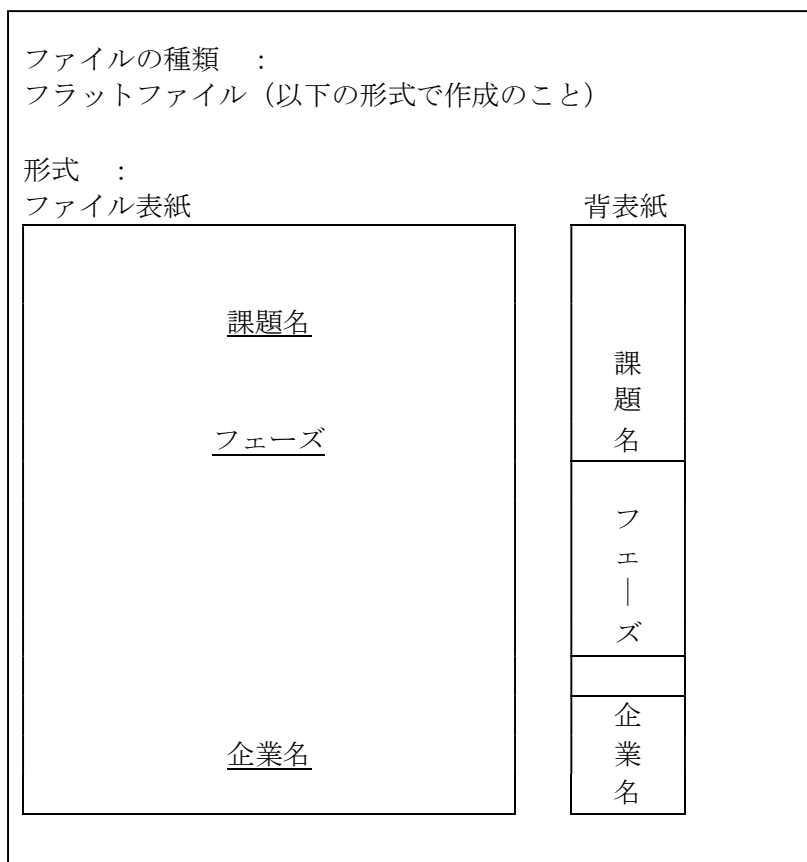 ファイルの種類　：
フラットファイル（以下の形式で作成のこと）
形式　：
ファイル表紙
課題名
フェーズ
企業名
背表紙
課題名
フェーズ
企業名